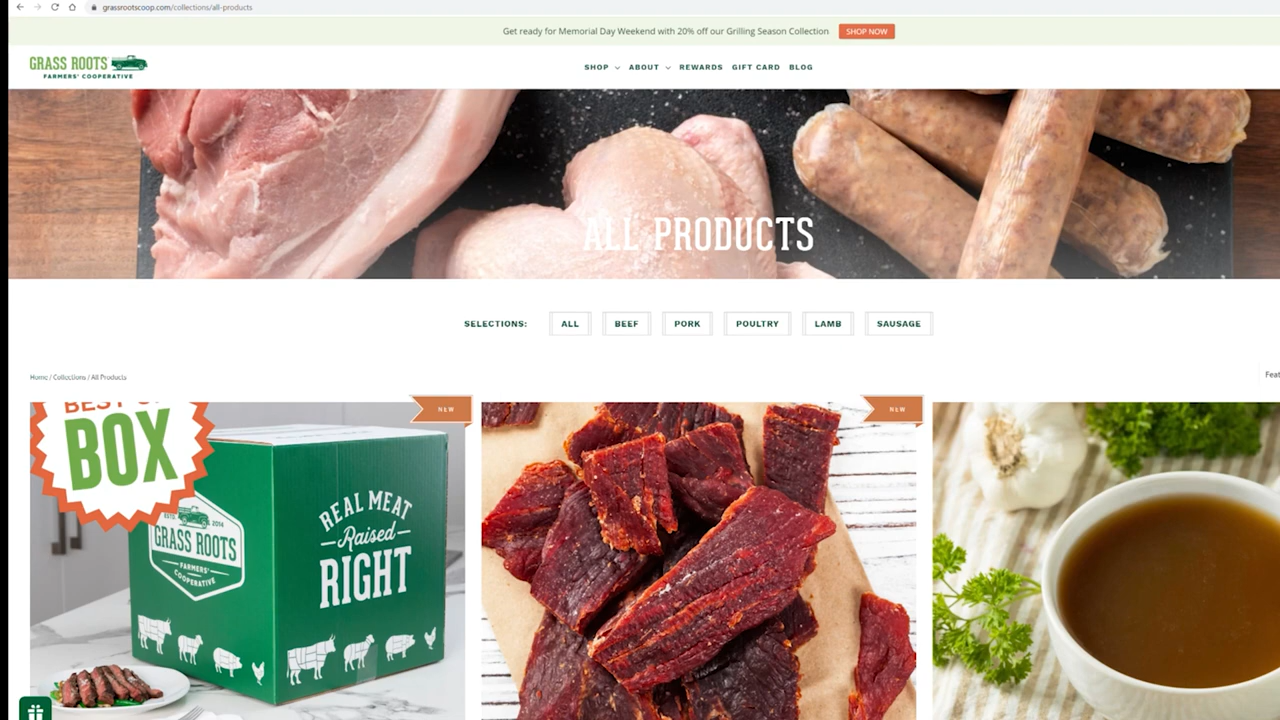 grassrootscoop.com/collections/all-products
Get ready for Memorial Day Weekend with 20% off our Grilling Season Collection SHOP NOW
GRASS ROOTS
FARMERS' COOPERATIVE
SHOP ABOUT REWARDS GIFT CARD BLOG
ALL PRODUCTS
SELECTIONS: ALL BEEF PORK POULTRY LAMB SAUSAGE
Home / Collections / All Products
Feat
NEW
NEW
BEST OF
BOX
REAL MEAT
Raised
RIGHT
ESTD 2014
GRASS ROOTS
FARMERS'
COOPERATIVE